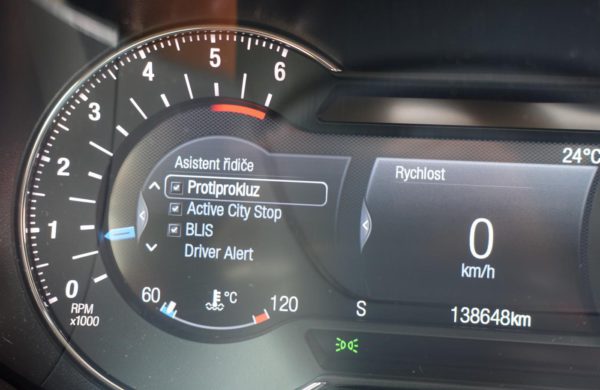 0
1
2
3
4
5
6
RPM
x1000
Asistent řidiče
Protiprokluz
Active City Stop
BLIS
Driver Alert
60
°C
120
24°C
Rychlost
0
km/h
S
138648km